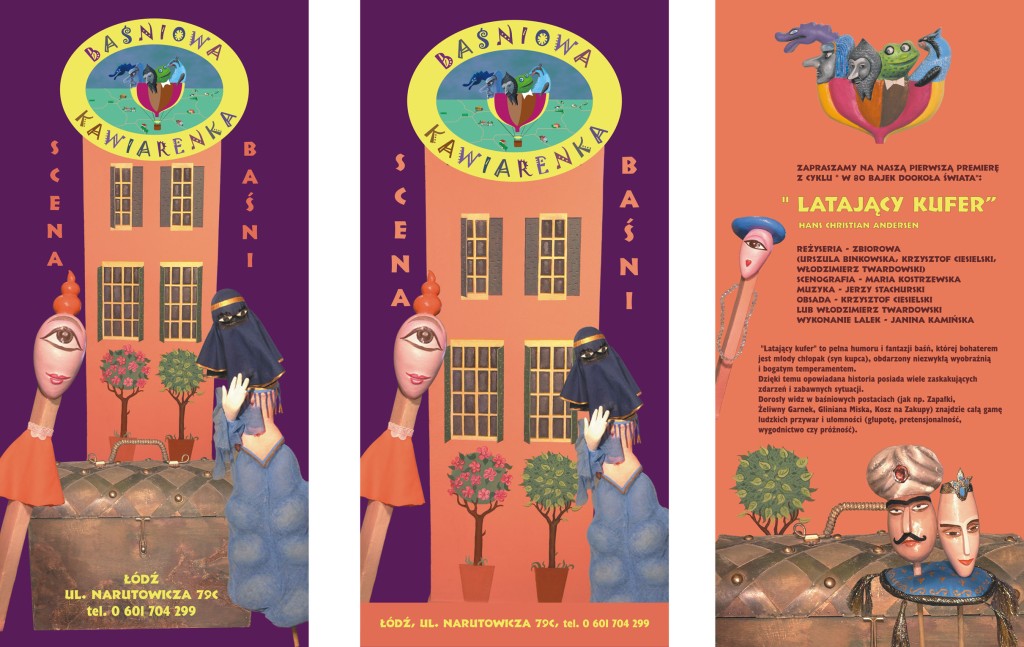 BAŚNIOWA
KAWIARENKA
SCENA
BAŚNI
ŁÓDŹ
UL. NARUTOWICZA 79C
tel. 0 601 704 299
BAŚNIOWA
KAWIARENKA
SCENA
BAŚNI
ŁÓDŹ, UL. NARUTOWICZA 79C, tel. 0 601 704 299
ZAPRASZAMY NA NASZĄ PIERWSZĄ PREMIERĘ
Z CYKLU " W 80 BAJEK DOOKOŁA ŚWIATA":
" LATAJĄCY KUFER"
HANS CHRISTIAN ANDERSEN
REŻYSERIA - ZBIOROWA
(URSZULA BINKOWSKA, KRZYSZTOF CIESIELSKI,
WŁODZIMIERZ TWARDOWSKI)
SCENOGRAFIA - MARIA KOSTRZEWSKA
MUZYKA - JERZY STACHURSKI
OBSADA - KRZYSZTOF CIESIELSKI
LUB WŁODZIMIERZ TWARDOWSKI
WYKONANIE LALEK - JANINA KAMIŃSKA
"Latający kufer" to pełna humoru i fantazji baśń, której bohaterem
jest młody chłopak (syn kupca), obdarzony niezwykłą wyobraźnią
i bogatym temperamentem.
Dzięki temu opowiadana historia posiada wiele zaskakujących
zdarzeń i zabawnych sytuacji.
Dorosły widz w baśniowych postaciach (jak np. Zapałki,
Żeliwny Garnek, Gliniana Miska, Kosz na Zakupy) znajdzie całą gamę
ludzkich przywar i ułomności (głupotę, pretensjonalność,
wygodnictwo czy próżność).